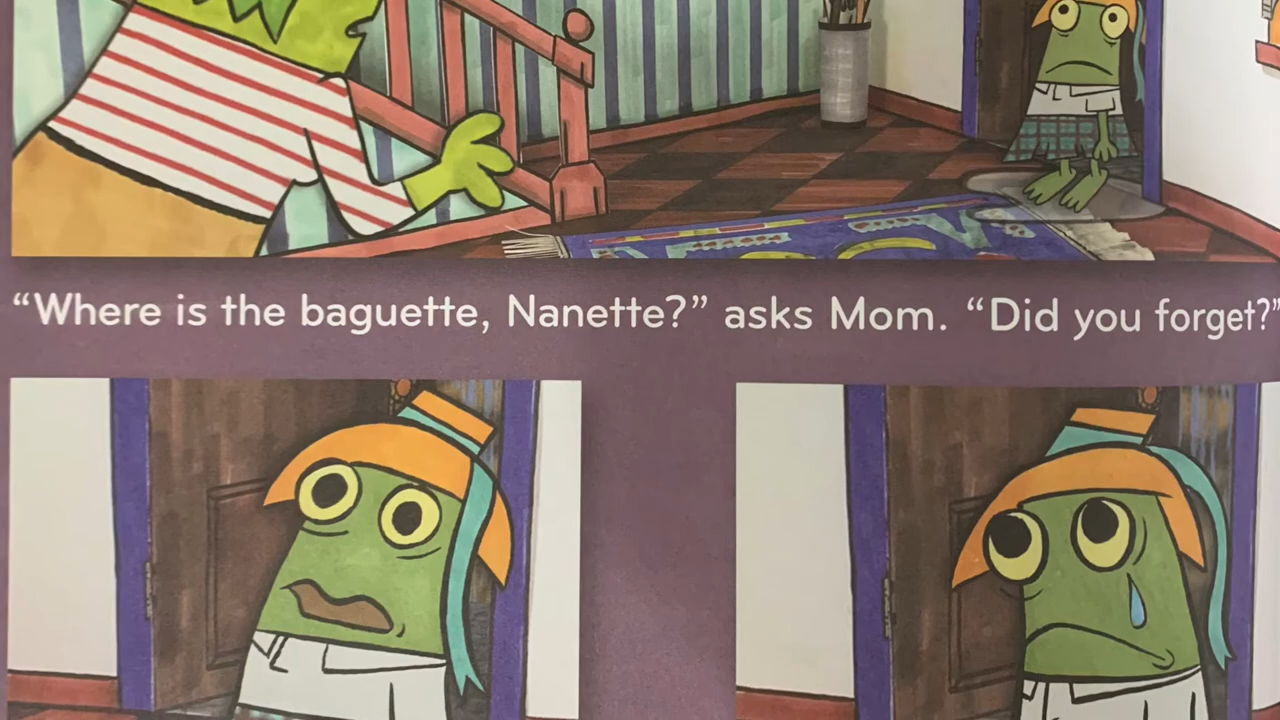 “Where is the baguette, Nanette?” asks Mom. “Did you forget?”